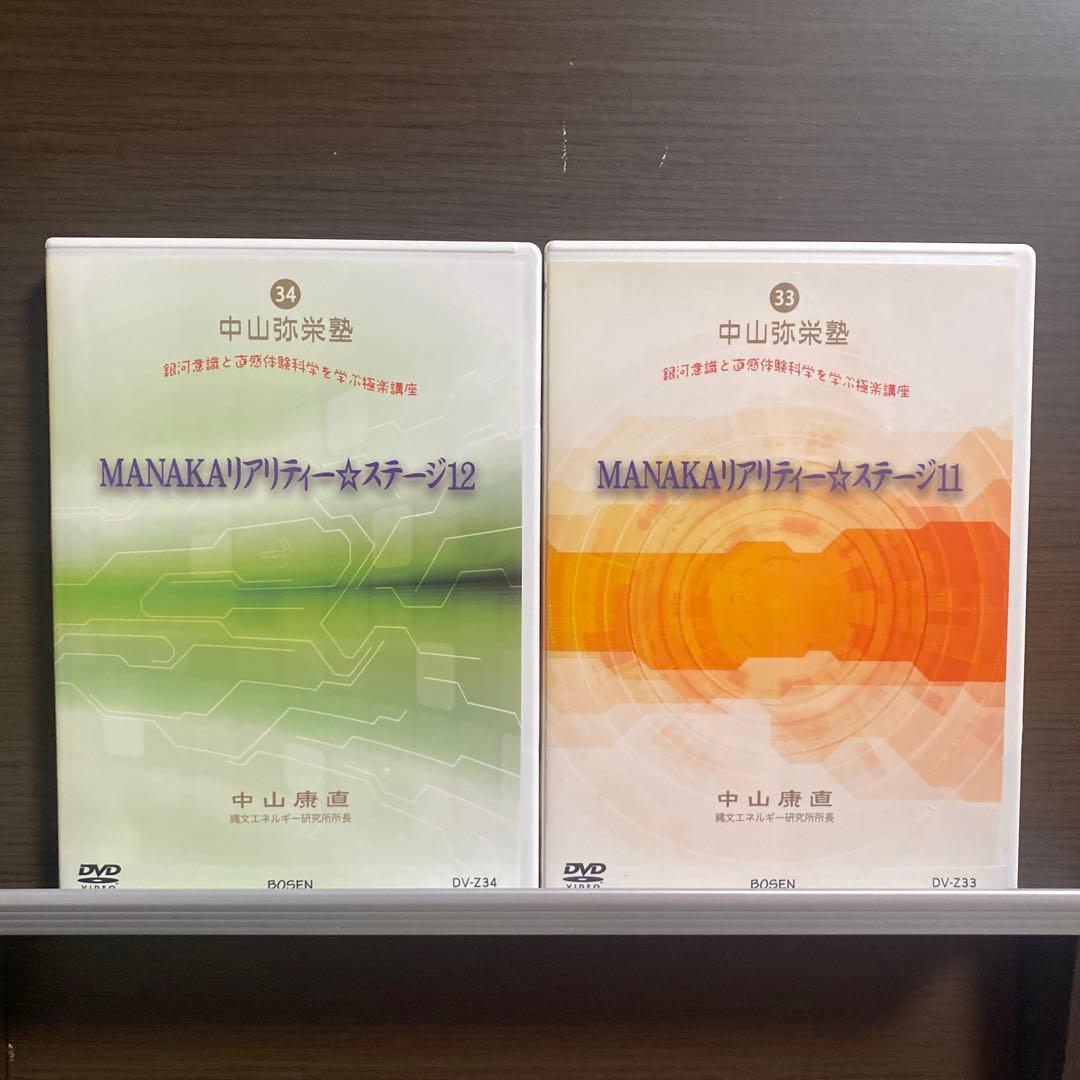 34
中山弥栄塾
銀河意識と直感体験科学を学ぶ極楽講座
MANAKAリアリティー☆ステージ12
中山康直
縄文エネルギー研究所所長
DVD
VIDEO
BOSEN
DV-Z34
33
中山弥栄塾
銀河意識と直感体験科学を学ぶ極楽講座
MANAKAリアリティー☆ステージ11
中山康直
縄文エネルギー研究所所長
DVD
VIDEO
BOSEN
DV-Z33